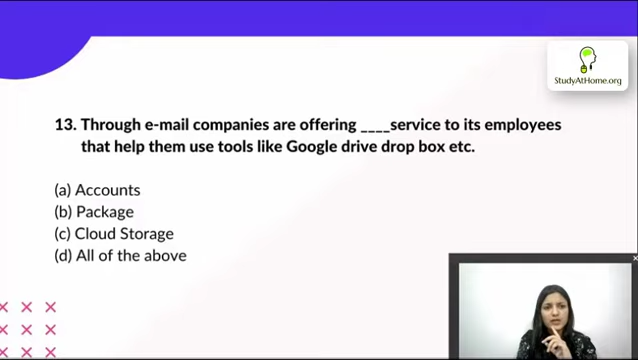 StudyAtHome.org
13. Through e-mail companies are offering ____service to its employees
that help them use tools like Google drive drop box etc.
(a) Accounts
(b) Package
(c) Cloud Storage
(d) All of the above